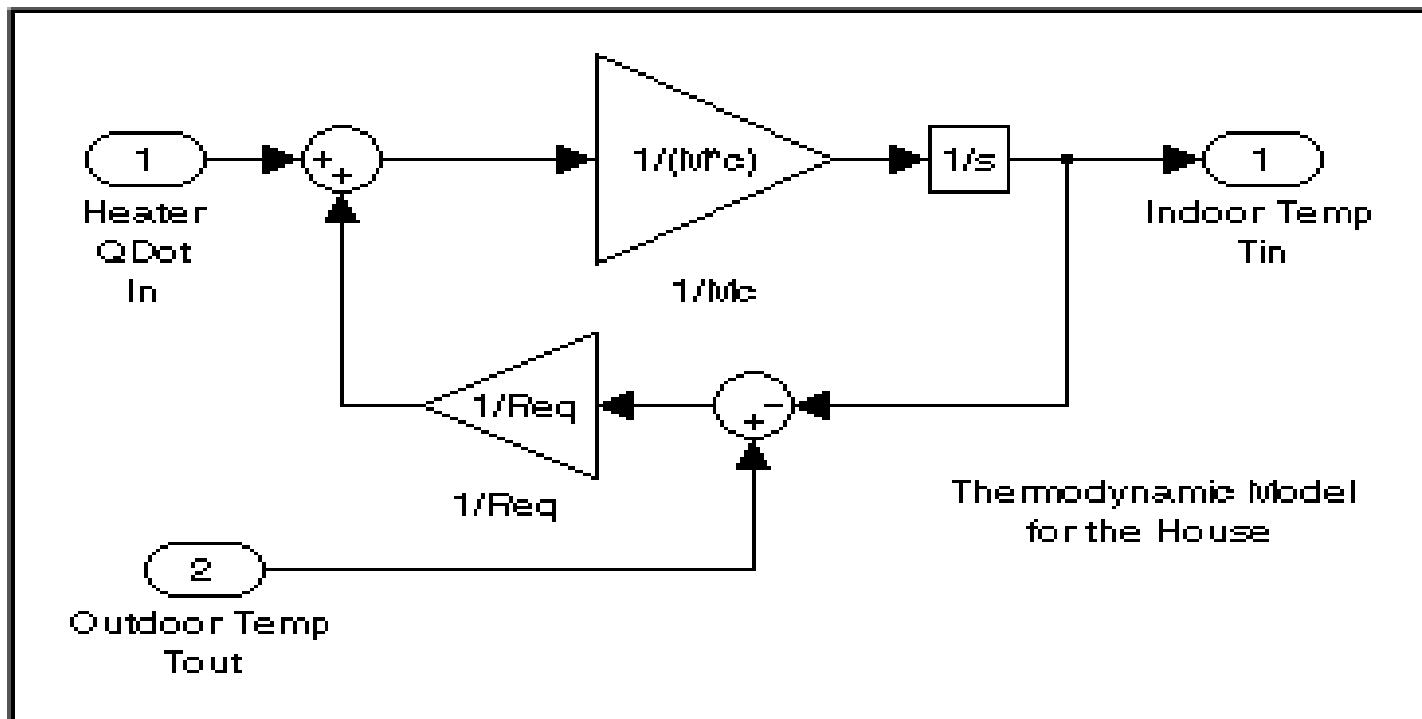 1
+
+
1/(M*c)
1/s
1
Heater
QDot
In
Indoor Temp
Tin
1/Mc
1/Req
-
+
1/Req
Thermodynamic Model
for the House
2
Outdoor Temp
Tout